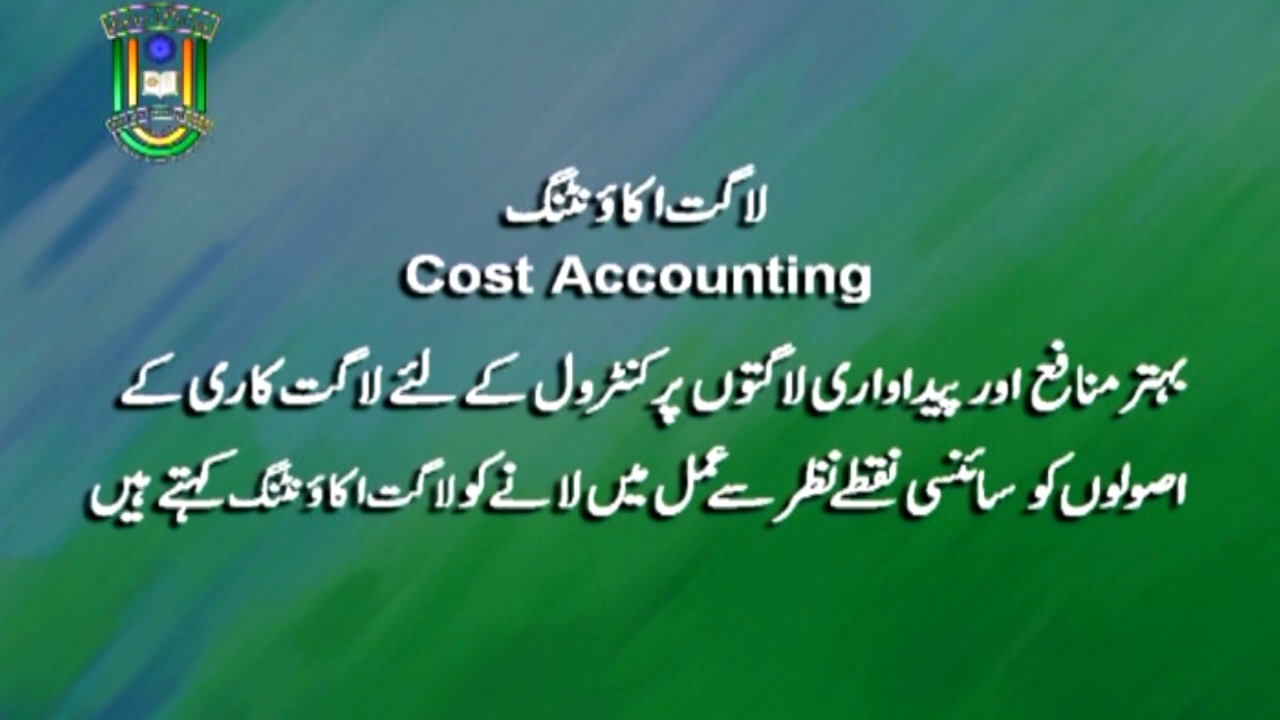 لاگت اکاؤنٹنگ
Cost Accounting
بہتر منافع اور پیداواری لاگتوں پر کنٹرول کے لئے لاگت کاری کے
اصولوں کو سائنسی نقطے نظر سے عمل میں لانے کو لاگت اکاؤنٹنگ کہتے ہیں